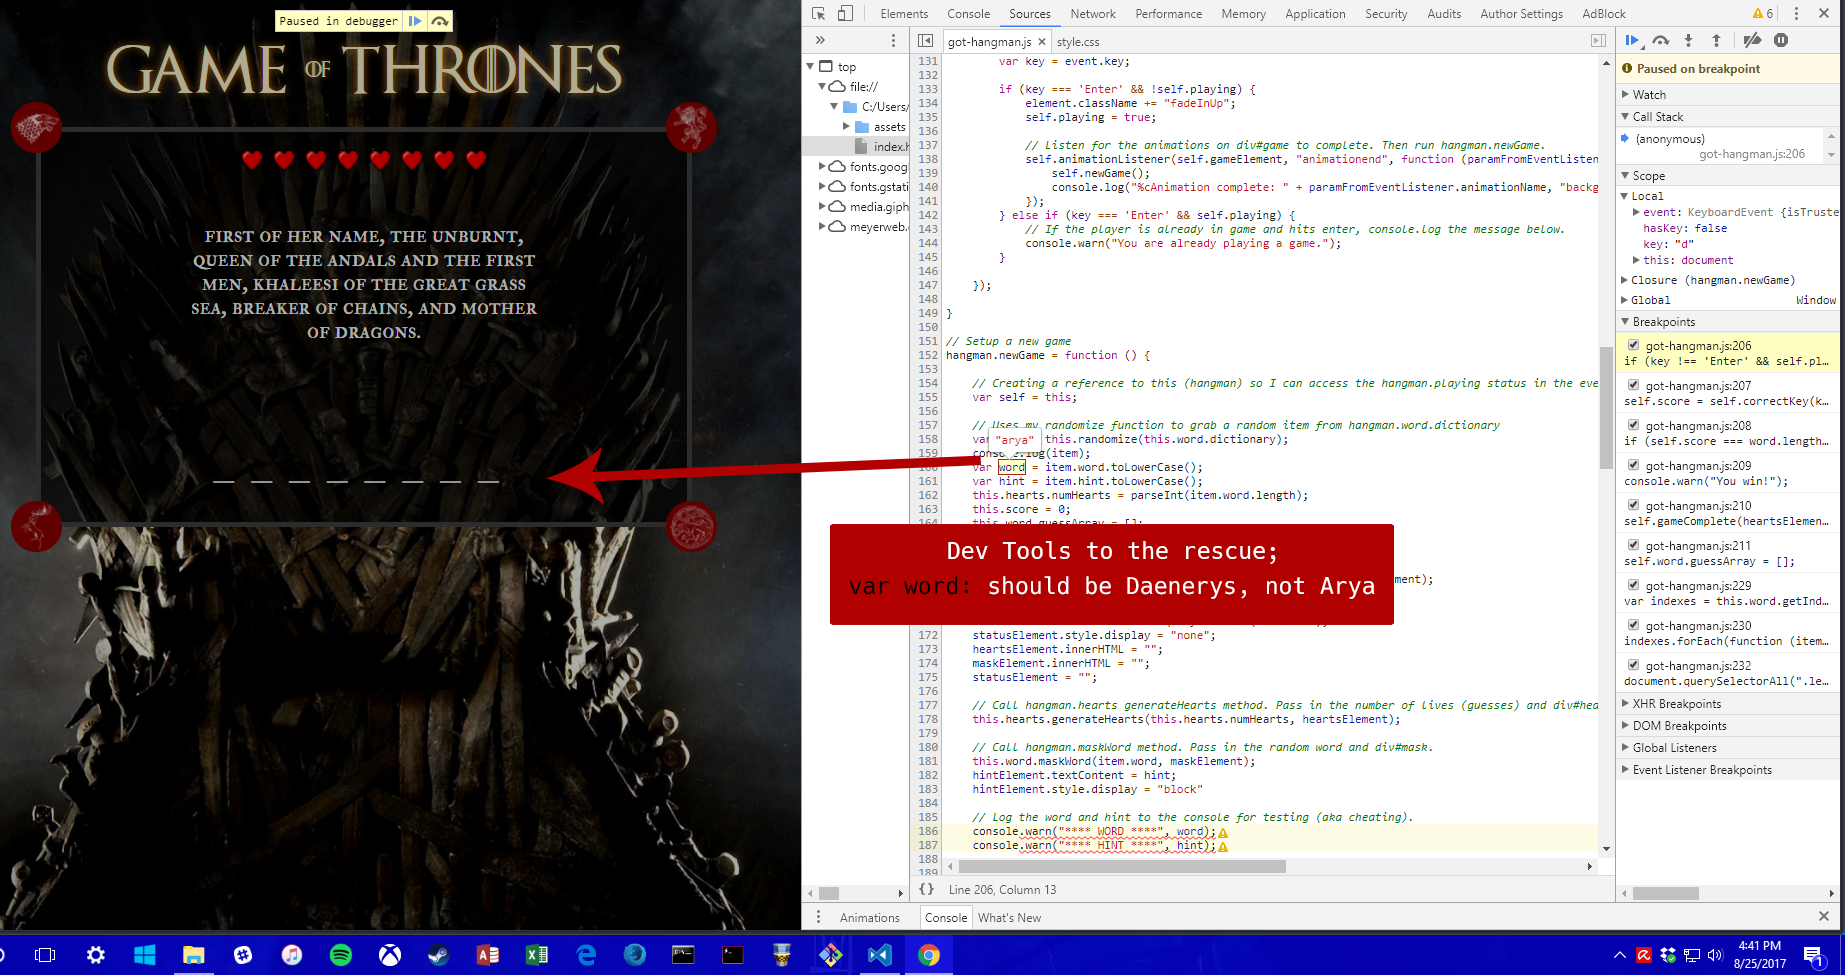 Paused in debugger
GAME OF THRONES
FIRST OF HER NAME, THE UNBURNT,
QUEEN OF THE ANDALS AND THE FIRST
MEN, KHALEESI OF THE GREAT GRASS
SEA, BREAKER OF CHAINS, AND MOTHER
OF DRAGONS.
_ _ _ _ _ _ _ _
Elements Console Sources Network Performance Memory Application Security Audits Author Settings AdBlock 6
» got-hangman.js × style.css
top
file://
C:/Users/
assets
index.h
fonts.goog
fonts.gstati
media.giph
meyerweb.
131 var key = event.key;
132
133 if (key === 'Enter' && !self.playing) {
134 element.className += "fadeInUp";
135 self.playing = true;
136
137 // Listen for the animations on div#game to complete. Then run hangman.newGame.
138 self.animationListener(self.gameElement, "animationend", function (paramFromEventListen
139 self.newGame();
140 console.log("%cAnimation complete: " + paramFromEventListener.animationName, "backg
141 });
142 } else if (key === 'Enter' && self.playing) {
143 // If the player is already in game and hits enter, console.log the message below.
144 console.warn("You are already playing a game.");
145 }
146
147 });
148
149 }
150
151 // Setup a new game
152 hangman.newGame = function () {
153
154 // Creating a reference to this (hangman) so I can access the hangman.playing status in the eve
155 var self = this;
156
157 // Uses my randomize function to grab a random item from hangman.word.dictionary
158 va this.randomize(this.word.dictionary);
"arya"
159 console.log(item);
160 var word = item.word.toLowerCase();
161 var hint = item.hint.toLowerCase();
162 this.hearts.numHearts = parseInt(item.word.length);
163 this.score = 0;
164 this.word.guessArray = [];
Dev Tools to the rescue;
var word: should be Daenerys, not Arya
ment);
172 statusElement.style.display = "none";
173 heartsElement.innerHTML = "";
174 maskElement.innerHTML = "";
175 statusElement = "";
176
177 // Call hangman.hearts generateHearts method. Pass in the number of lives (guesses) and div#hea
178 this.hearts.generateHearts(this.hearts.numHearts, heartsElement);
179
180 // Call hangman.maskWord method. Pass in the random word and div#mask.
181 this.word.maskWord(item.word, maskElement);
182 hintElement.textContent = hint;
183 hintElement.style.display = "block"
184
185 // Log the word and hint to the console for testing (aka cheating).
186 console.warn("**** WORD ****", word);
187 console.warn("**** HINT ****", hint);
188
189
{} Line 206, Column 13
Paused on breakpoint
Watch
Call Stack
(anonymous)
got-hangman.js:206
Scope
Local
event: KeyboardEvent {isTruste
hasKey: false
key: "d"
this: document
Closure (hangman.newGame)
Global Window
Breakpoints
got-hangman.js:206
if (key !== 'Enter' && self.pl…
got-hangman.js:207
self.score = self.correctKey(k…
got-hangman.js:208
if (self.score === word.length…
got-hangman.js:209
console.warn("You win!");
got-hangman.js:210
self.gameComplete(heartsElemen…
got-hangman.js:211
self.word.guessArray = [];
got-hangman.js:229
var indexes = this.word.getInd…
got-hangman.js:230
indexes.forEach(function (item…
got-hangman.js:232
document.querySelectorAll(".le…
XHR Breakpoints
DOM Breakpoints
Global Listeners
Event Listener Breakpoints
Animations Console What's New
4:41 PM
8/25/2017
1